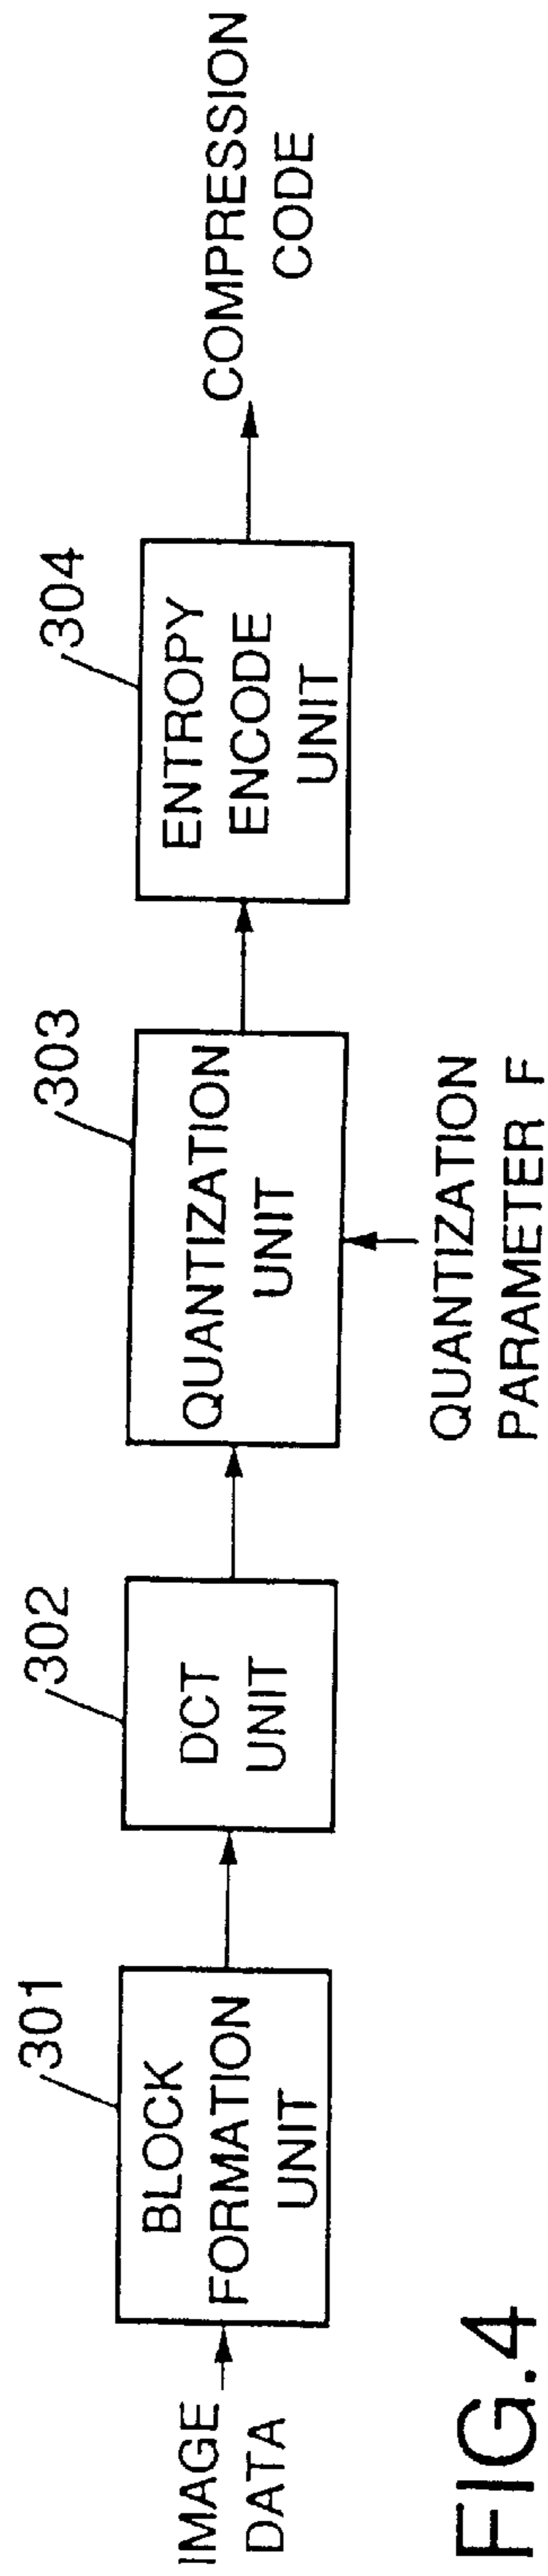 IMAGE
DATA
301
BLOCK
FORMATION
UNIT
302
DCT
UNIT
303
QUANTIZATION
UNIT
QUANTIZATION
PARAMETER F
304
ENTROPY
ENCODE
UNIT
COMPRESSION
CODE
FIG.4